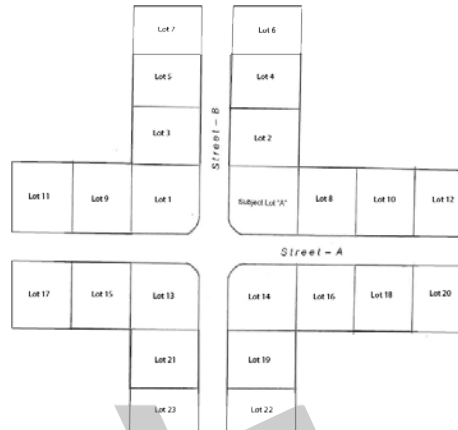 Lot 7
Lot 6
Lot 5
Lot 4
Street - B
Lot 3
Lot 2
Lot 11
Lot 9
Lot 1
Subject Lot "A"
Lot 8
Lot 10
Lot 12
Street - A
Lot 17
Lot 15
Lot 13
Lot 14
Lot 16
Lot 18
Lot 20
Lot 21
Lot 19
Lot 23
Lot 22